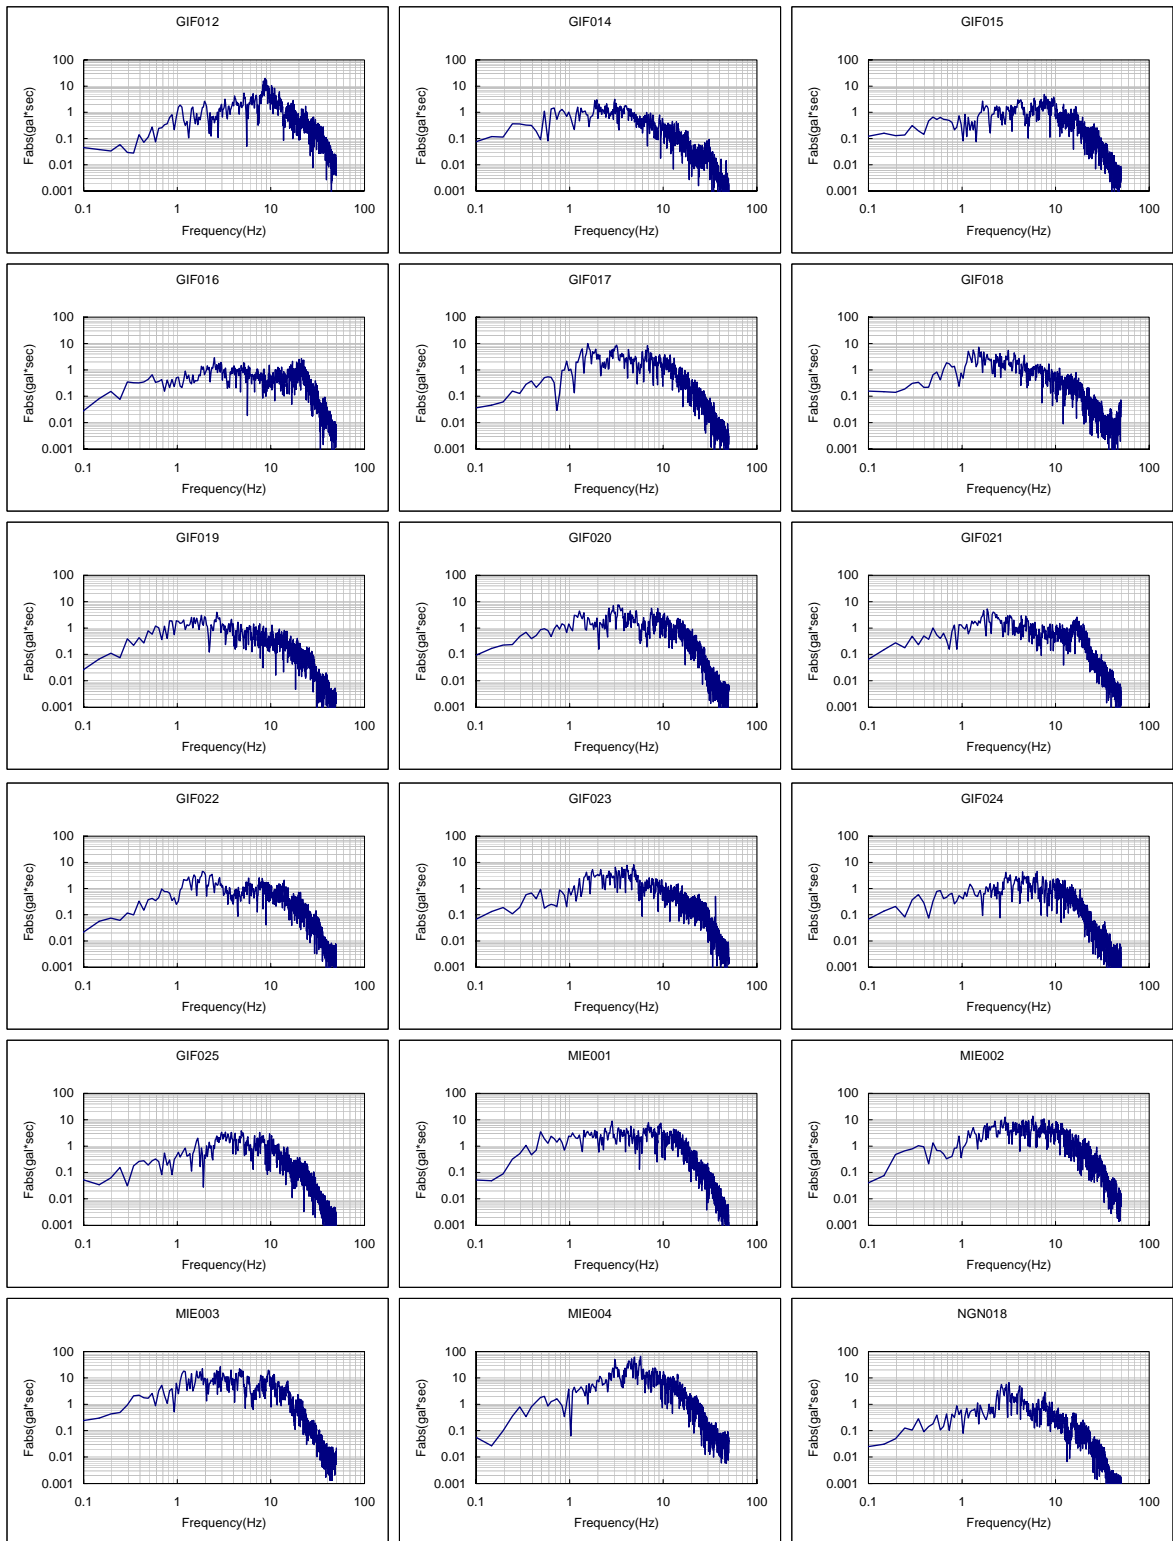 GIF012
Fabs(gal*sec)
100
10
1
0.1
0.01
0.001
0.1 1 10 100
Frequency(Hz)
GIF014
Fabs(gal*sec)
100
10
1
0.1
0.01
0.001
0.1 1 10 100
Frequency(Hz)
GIF015
Fabs(gal*sec)
100
10
1
0.1
0.01
0.001
0.1 1 10 100
Frequency(Hz)
GIF016
Fabs(gal*sec)
100
10
1
0.1
0.01
0.001
0.1 1 10 100
Frequency(Hz)
GIF017
Fabs(gal*sec)
100
10
1
0.1
0.01
0.001
0.1 1 10 100
Frequency(Hz)
GIF018
Fabs(gal*sec)
100
10
1
0.1
0.01
0.001
0.1 1 10 100
Frequency(Hz)
GIF019
Fabs(gal*sec)
100
10
1
0.1
0.01
0.001
0.1 1 10 100
Frequency(Hz)
GIF020
Fabs(gal*sec)
100
10
1
0.1
0.01
0.001
0.1 1 10 100
Frequency(Hz)
GIF021
Fabs(gal*sec)
100
10
1
0.1
0.01
0.001
0.1 1 10 100
Frequency(Hz)
GIF022
Fabs(gal*sec)
100
10
1
0.1
0.01
0.001
0.1 1 10 100
Frequency(Hz)
GIF023
Fabs(gal*sec)
100
10
1
0.1
0.01
0.001
0.1 1 10 100
Frequency(Hz)
GIF024
Fabs(gal*sec)
100
10
1
0.1
0.01
0.001
0.1 1 10 100
Frequency(Hz)
GIF025
Fabs(gal*sec)
100
10
1
0.1
0.01
0.001
0.1 1 10 100
Frequency(Hz)
MIE001
Fabs(gal*sec)
100
10
1
0.1
0.01
0.001
0.1 1 10 100
Frequency(Hz)
MIE002
Fabs(gal*sec)
100
10
1
0.1
0.01
0.001
0.1 1 10 100
Frequency(Hz)
MIE003
Fabs(gal*sec)
100
10
1
0.1
0.01
0.001
0.1 1 10 100
Frequency(Hz)
MIE004
Fabs(gal*sec)
100
10
1
0.1
0.01
0.001
0.1 1 10 100
Frequency(Hz)
NGN018
Fabs(gal*sec)
100
10
1
0.1
0.01
0.001
0.1 1 10 100
Frequency(Hz)